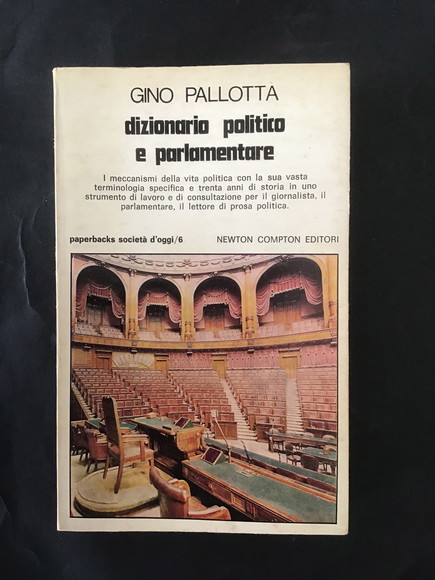 GINO PALLOTTA
dizionario politico
e parlamentare
I meccanismi della vita politica con la sua vasta
terminologia specifica e trenta anni di storia in uno
strumento di lavoro e di consultazione per il giornalista, il
parlamentare, il lettore di prosa politica.
paperbacks società d'oggi/6 NEWTON COMPTON EDITORI